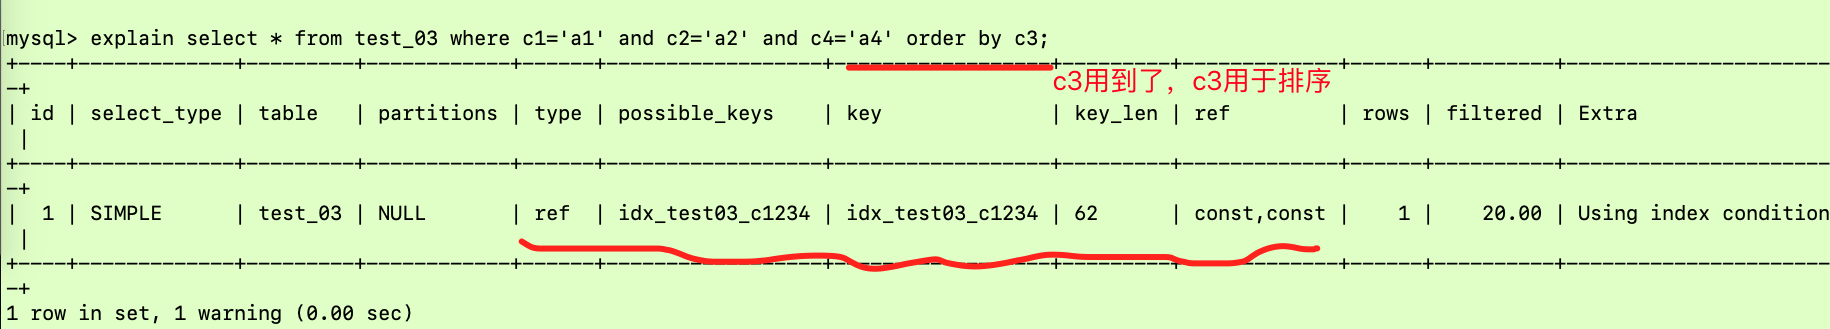 mysql> explain select * from test_03 where c1='a1' and c2='a2' and c4='a4' order by c3;
+----+-------------+---------+------------+------+------------------+------------------+---------+-------------+------+----------+----------------------
-+
c3用到了，c3用于排序
| id | select_type | table   | partitions | type | possible_keys    | key              | key_len | ref         | rows | filtered | Extra
 |
+----+-------------+---------+------------+------+------------------+------------------+---------+-------------+------+----------+----------------------
-+
|  1 | SIMPLE      | test_03 | NULL       | ref  | idx_test03_c1234 | idx_test03_c1234 | 62      | const,const |    1 |    20.00 | Using index condition
 |
+----+-------------+---------+------------+------+------------------+------------------+---------+-------------+------+----------+----------------------
-+
1 row in set, 1 warning (0.00 sec)